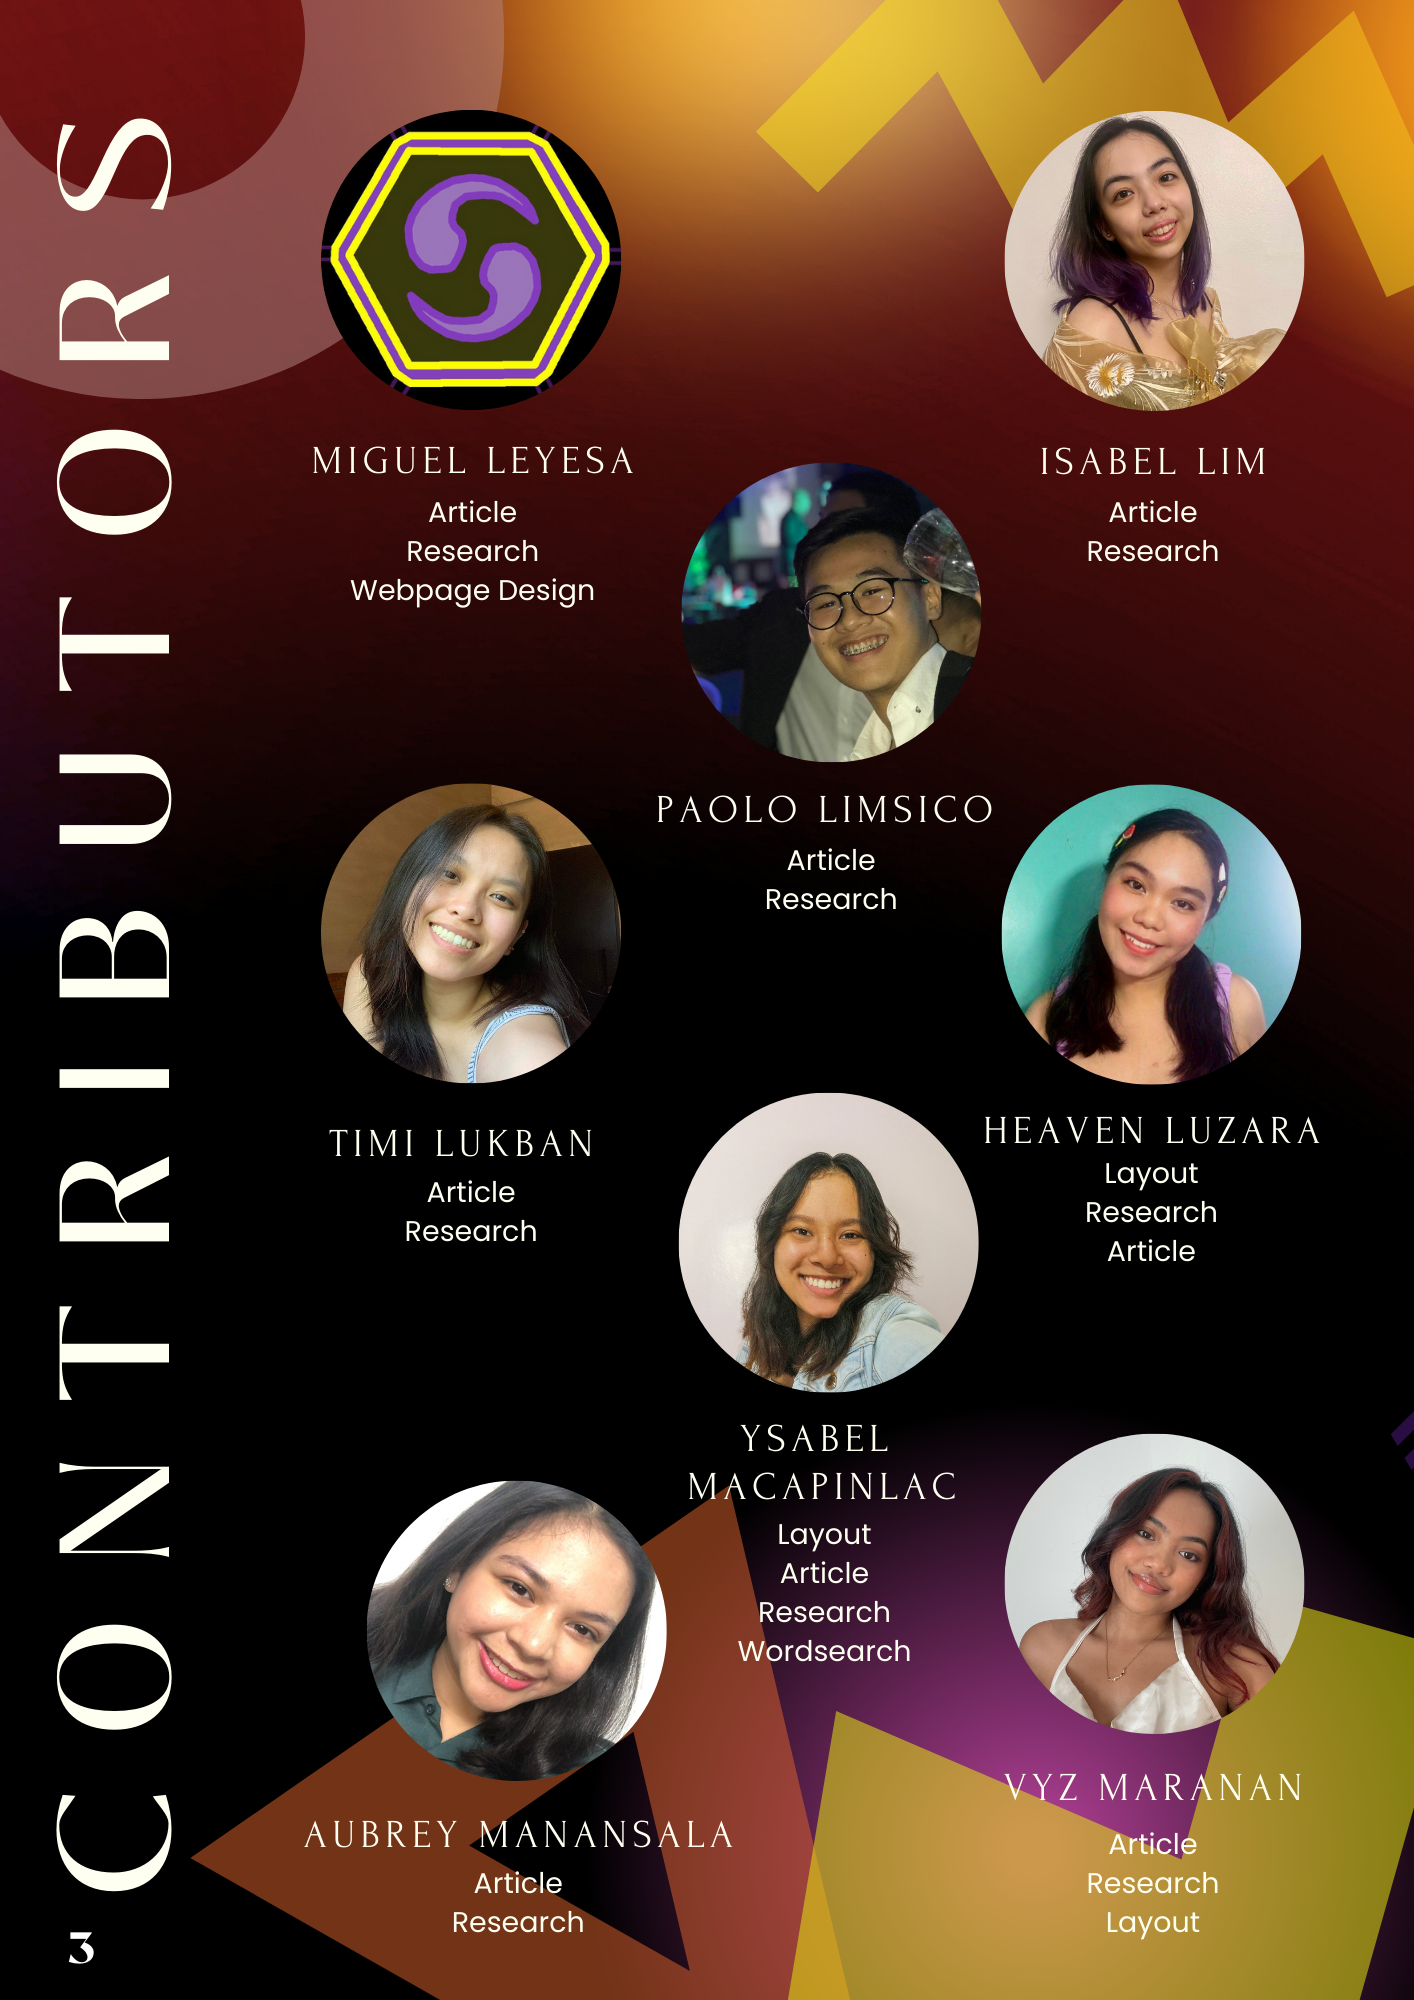 CONTRIBUTORS
MIGUEL LEYESA
Article
Research
Webpage Design
ISABEL LIM
Article
Research
PAOLO LIMSICO
Article
Research
TIMI LUKBAN
Article
Research
HEAVEN LUZARA
Layout
Research
Article
YSABEL
MACAPINLAC
Layout
Article
Research
Wordsearch
AUBREY MANANSALA
Article
Research
VYZ MARANAN
Article
Research
Layout
3